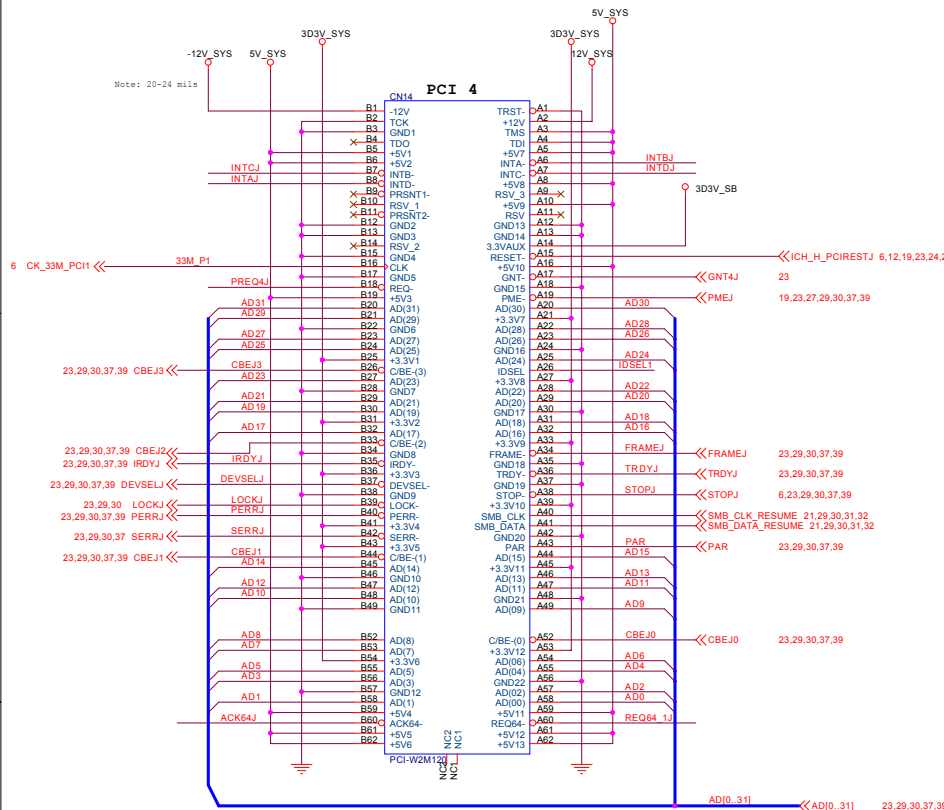 5V_SYS
3D3V_SYS 3D3V_SYS
-12V_SYS 5V_SYS 12V_SYS
Note: 20-24 mils
PCI 4
CN14
B1 -12V TRST- A1
B2 TCK +12V A2
B3 GND1 TMS A3
B4 TDO TDI A4
B5 +5V1 +5V7 A5
B6 +5V2 INTA- A6 INTBJ
INTCJ B7 INTB- INTC- A7 INTDJ
INTAJ B8 INTD- +5V8 A8
B9 PRSNT1- RSV_3 A9 3D3V_SB
B10 RSV_1 +5V9 A10
B11 PRSNT2- RSV A11
B12 GND2 GND13 A12
B13 GND3 GND14 A13
B14 RSV_2 3.3VAUX A14
B15 GND4 RESET- A15 ICH_H_PCIRESTJ 6,12,19,23,24,2
6 CK_33M_PCI1 33M_P1 B16 CLK +5V10 A16
B17 GND5 GNT- A17 GNT4J 23
PREQ4J B18 REQ- GND15 A18
B19 +5V3 PME- A19 PMEJ 19,23,27,29,30,37,39
AD31 B20 AD(31) AD(30) A20 AD30
AD29 B21 AD(29) +3.3V7 A21
B22 GND6 AD(28) A22 AD28
AD27 B23 AD(27) AD(26) A23 AD26
AD25 B24 AD(25) GND16 A24
B25 +3.3V1 AD(24) A25 AD24
23,29,30,37,39 CBEJ3 CBEJ3 B26 C/BE-(3) IDSEL A26 IDSEL1
AD23 B27 AD(23) +3.3V8 A27
B28 GND7 AD(22) A28 AD22
AD21 B29 AD(21) AD(20) A29 AD20
AD19 B30 AD(19) GND17 A30
B31 +3.3V2 AD(18) A31 AD18
AD17 B32 AD(17) AD(16) A32 AD16
23,29,30,37,39 CBEJ2 B33 C/BE-(2) +3.3V9 A33
B34 GND8 FRAME- A34 FRAMEJ FRAMEJ 23,29,30,37,39
23,29,30,37,39 IRDYJ IRDYJ B35 IRDY- GND18 A35
B36 +3.3V3 TRDY- A36 TRDYJ TRDYJ 23,29,30,37,39
23,29,30,37,39 DEVSELJ DEVSELJ B37 DEVSEL- GND19 A37
B38 GND9 STOP- A38 STOPJ STOPJ 6,23,29,30,37,39
23,29,30 LOCKJ LOCKJ B39 LOCK- +3.3V10 A39
23,29,30,37,39 PERRJ PERRJ B40 PERR- SMB_CLK A40 SMB_CLK_RESUME 21,29,30,31,32
B41 +3.3V4 SMB_DATA A41 SMB_DATA_RESUME 21,29,30,31,32
23,29,30,37 SERRJ SERRJ B42 SERR- GND20 A42
B43 +3.3V5 PAR A43 PAR PAR 23,29,30,37,39
23,29,30,37,39 CBEJ1 CBEJ1 B44 C/BE-(1) AD(15) A44 AD15
AD14 B45 AD(14) +3.3V11 A45
B46 GND10 AD(13) A46 AD13
AD12 B47 AD(12) AD(11) A47 AD11
AD10 B48 AD(10) GND21 A48
B49 GND11 AD(09) A49 AD9
AD8 B52 AD(8) C/BE-(0) A52 CBEJ0 CBEJ0 23,29,30,37,39
AD7 B53 AD(7) +3.3V12 A53
B54 +3.3V6 AD(06) A54 AD6
AD5 B55 AD(5) AD(04) A55 AD4
AD3 B56 AD(3) GND22 A56
B57 GND12 AD(02) A57 AD2
AD1 B58 AD(1) AD(00) A58 AD0
B59 +5V4 +5V11 A59
ACK64J B60 ACK64- REQ64- A60 REQ64_1J
B61 +5V5 +5V12 A61
B62 +5V6 +5V13 A62
NC2 NC1
PCI-W2M120
NC2 NC1
AD[0..31] AD[0..31] 23,29,30,37,39